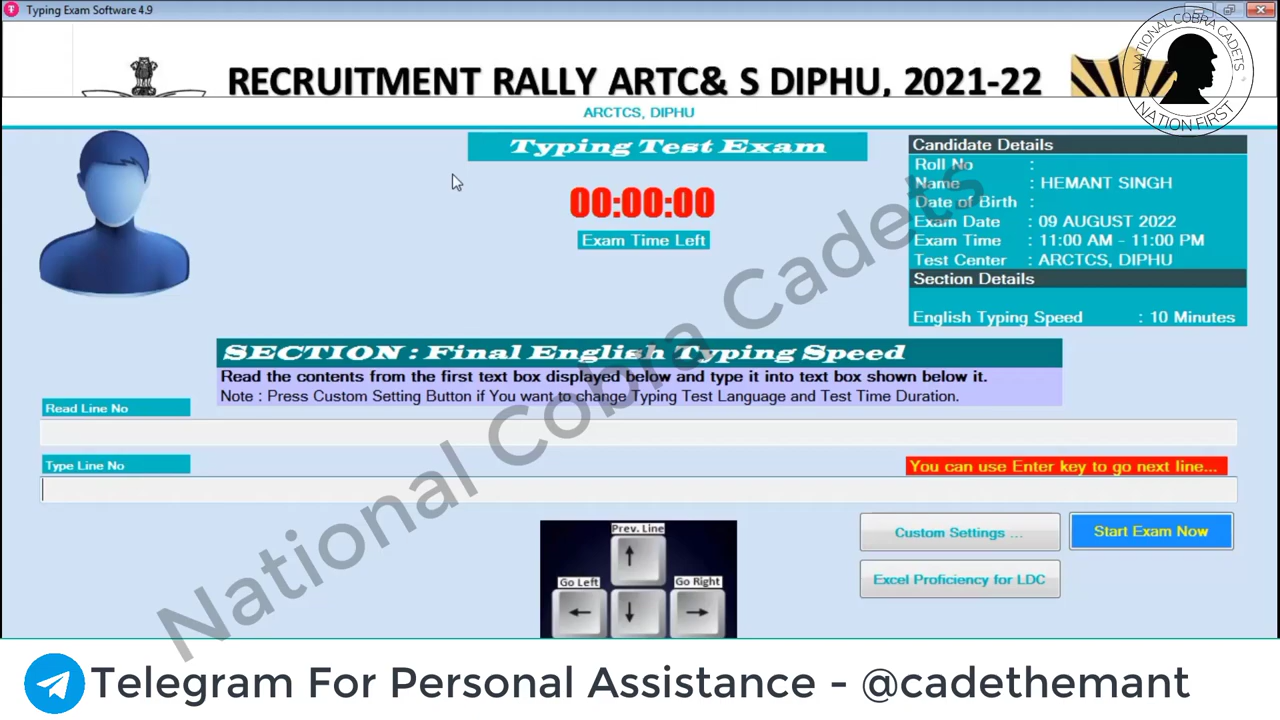 Typing Exam Software 4.9
NATIONAL COBRA CADETS
NATION FIRST
RECRUITMENT RALLY ARTC& S DIPHU, 2021-22
ARCTCS, DIPHU
Typing Test Exam
00:00:00
Exam Time Left
Candidate Details
Roll No :
Name : HEMANT SINGH
Date of Birth :
Exam Date : 09 AUGUST 2022
Exam Time : 11:00 AM - 11:00 PM
Test Center : ARCTCS, DIPHU
Section Details
English Typing Speed : 10 Minutes
SECTION : Final English Typing Speed
Read the contents from the first text box displayed below and type it into text box shown below it.
Note : Press Custom Setting Button if You want to change Typing Test Language and Test Time Duration.
Read Line No
Type Line No
You can use Enter key to go next line...
Prev. Line
Go Left
Go Right
Custom Settings ...
Start Exam Now
Excel Proficiency for LDC
National Cobra Cadets
Telegram For Personal Assistance - @cadethemant